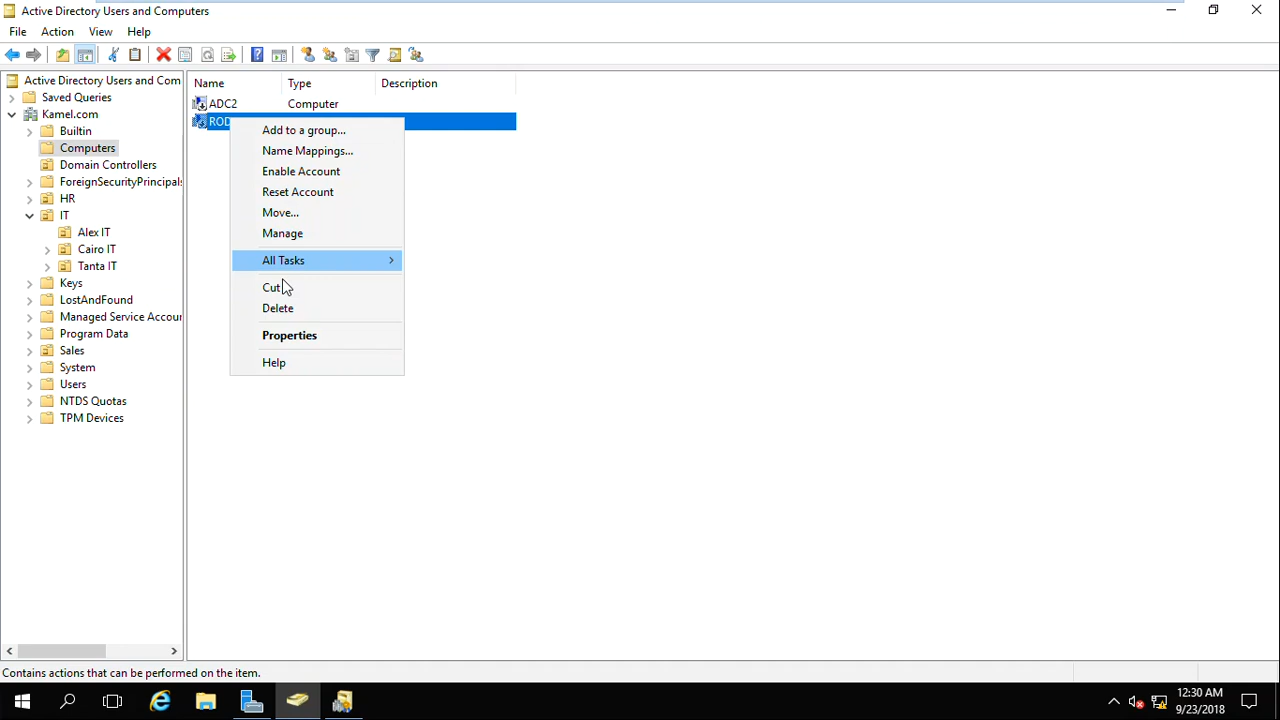 Active Directory Users and Computers
File Action View Help
Active Directory Users and Com
Saved Queries
Kamel.com
Builtin
Computers
Domain Controllers
ForeignSecurityPrincipals
HR
IT
Alex IT
Cairo IT
Tanta IT
Keys
LostAndFound
Managed Service Accour
Program Data
Sales
System
Users
NTDS Quotas
TPM Devices
Name Type Description
ADC2 Computer
ROD
Add to a group...
Name Mappings...
Enable Account
Reset Account
Move...
Manage
All Tasks
Cut
Delete
Properties
Help
Contains actions that can be performed on the item.
12:30 AM
9/23/2018